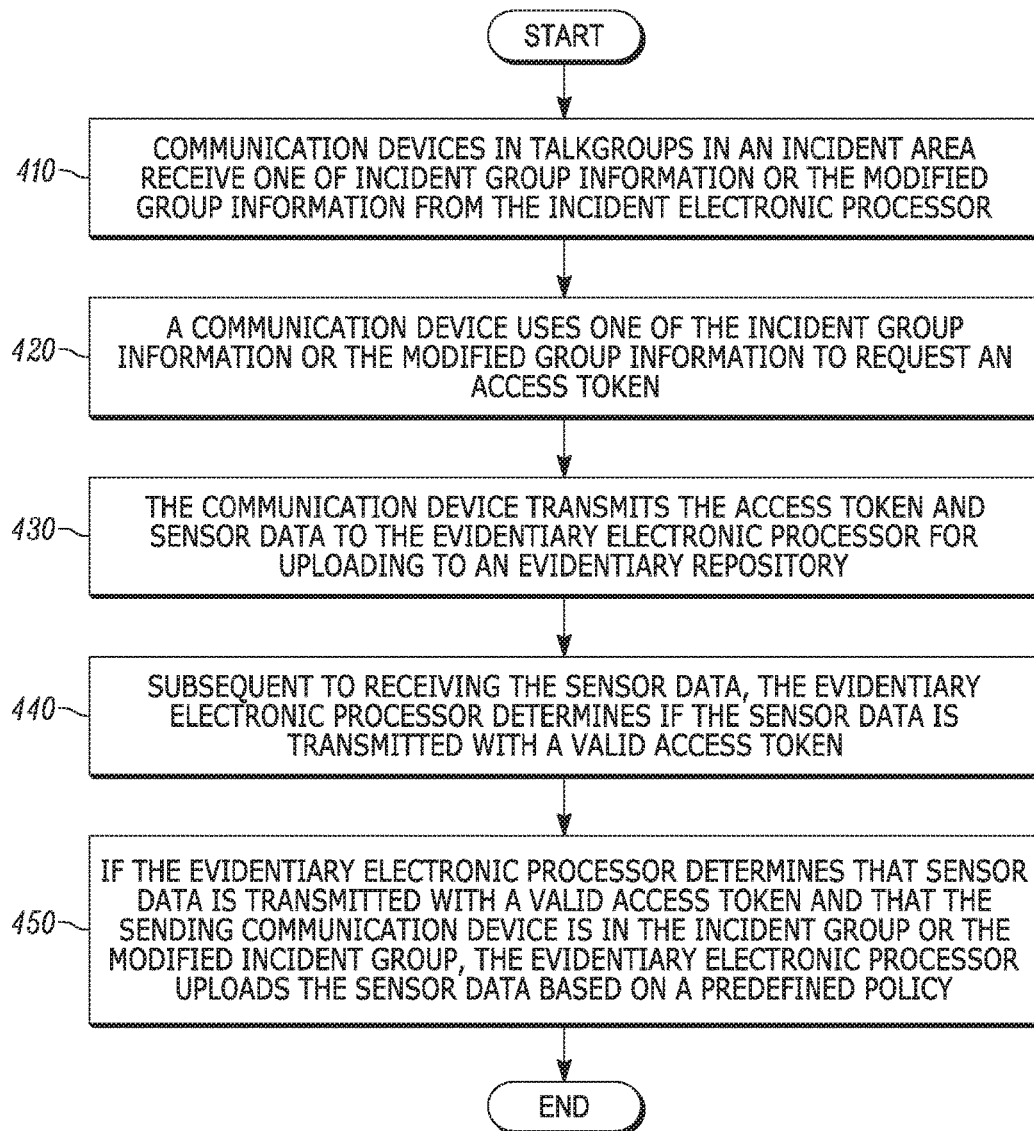 START
410
COMMUNICATION DEVICES IN TALKGROUPS IN AN INCIDENT AREA
RECEIVE ONE OF INCIDENT GROUP INFORMATION OR THE MODIFIED
GROUP INFORMATION FROM THE INCIDENT ELECTRONIC PROCESSOR
420
A COMMUNICATION DEVICE USES ONE OF THE INCIDENT GROUP
INFORMATION OR THE MODIFIED GROUP INFORMATION TO REQUEST AN
ACCESS TOKEN
430
THE COMMUNICATION DEVICE TRANSMITS THE ACCESS TOKEN AND
SENSOR DATA TO THE EVIDENTIARY ELECTRONIC PROCESSOR FOR
UPLOADING TO AN EVIDENTIARY REPOSITORY
440
SUBSEQUENT TO RECEIVING THE SENSOR DATA, THE EVIDENTIARY
ELECTRONIC PROCESSOR DETERMINES IF THE SENSOR DATA IS
TRANSMITTED WITH A VALID ACCESS TOKEN
450
IF THE EVIDENTIARY ELECTRONIC PROCESSOR DETERMINES THAT SENSOR
DATA IS TRANSMITTED WITH A VALID ACCESS TOKEN AND THAT THE
SENDING COMMUNICATION DEVICE IS IN THE INCIDENT GROUP OR THE
MODIFIED INCIDENT GROUP, THE EVIDENTIARY ELECTRONIC PROCESSOR
UPLOADS THE SENSOR DATA BASED ON A PREDEFINED POLICY
END